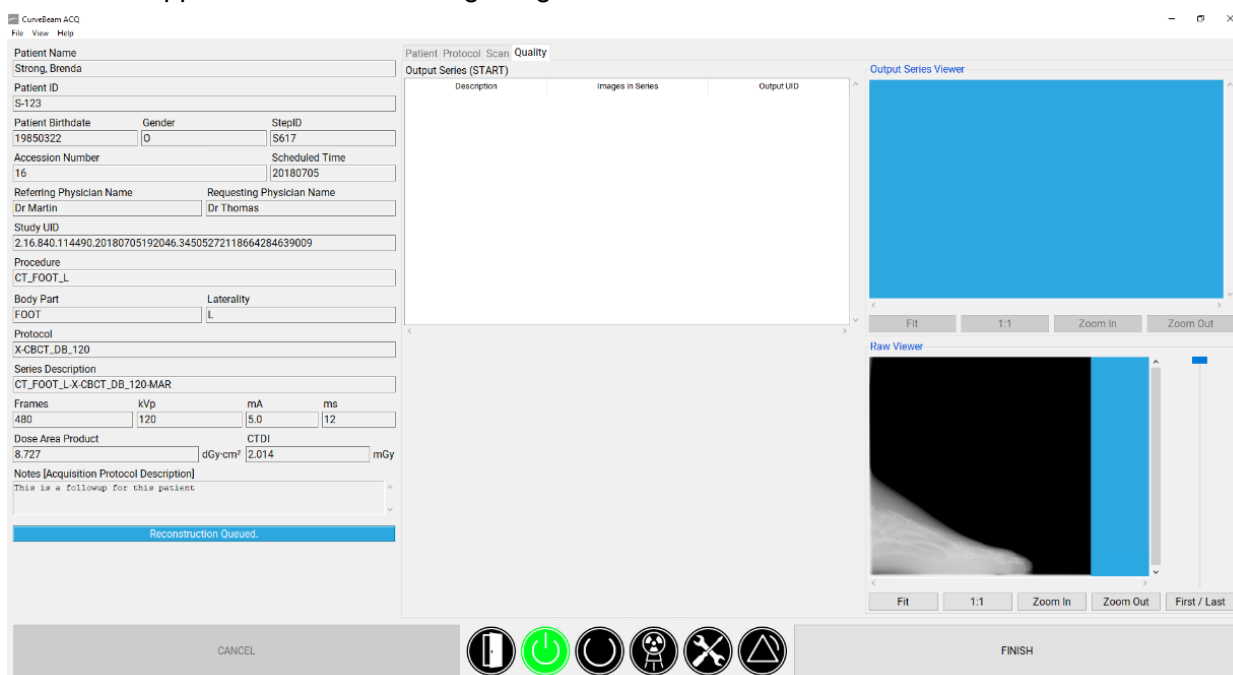 CurveBeam ACQ
File View Help
Patient Name
Strong, Brenda
Patient ID
S-123
Patient Birthdate Gender StepID
19850322 O S617
Accession Number Scheduled Time
16 20180705
Referring Physician Name Requesting Physician Name
Dr Martin Dr Thomas
Study UID
2.16.840.114490.20180705192046.34505272118664284639009
Procedure
CT_FOOT_L
Body Part Laterality
FOOT L
Protocol
X-CBCT_DB_120
Series Description
CT_FOOT_L-X-CBCT_DB_120-MAR
Frames kVp mA ms
480 120 5.0 12
Dose Area Product CTDI
8.727 dGy·cm² 2.014 mGy
Notes [Acquisition Protocol Description]
This is a followup for this patient
Reconstruction Queued.
Patient Protocol Scan Quality
Output Series (START)
Description Images in Series Output UID
Output Series Viewer
Fit 1:1 Zoom In Zoom Out
Raw Viewer
Fit 1:1 Zoom In Zoom Out First / Last
CANCEL
FINISH